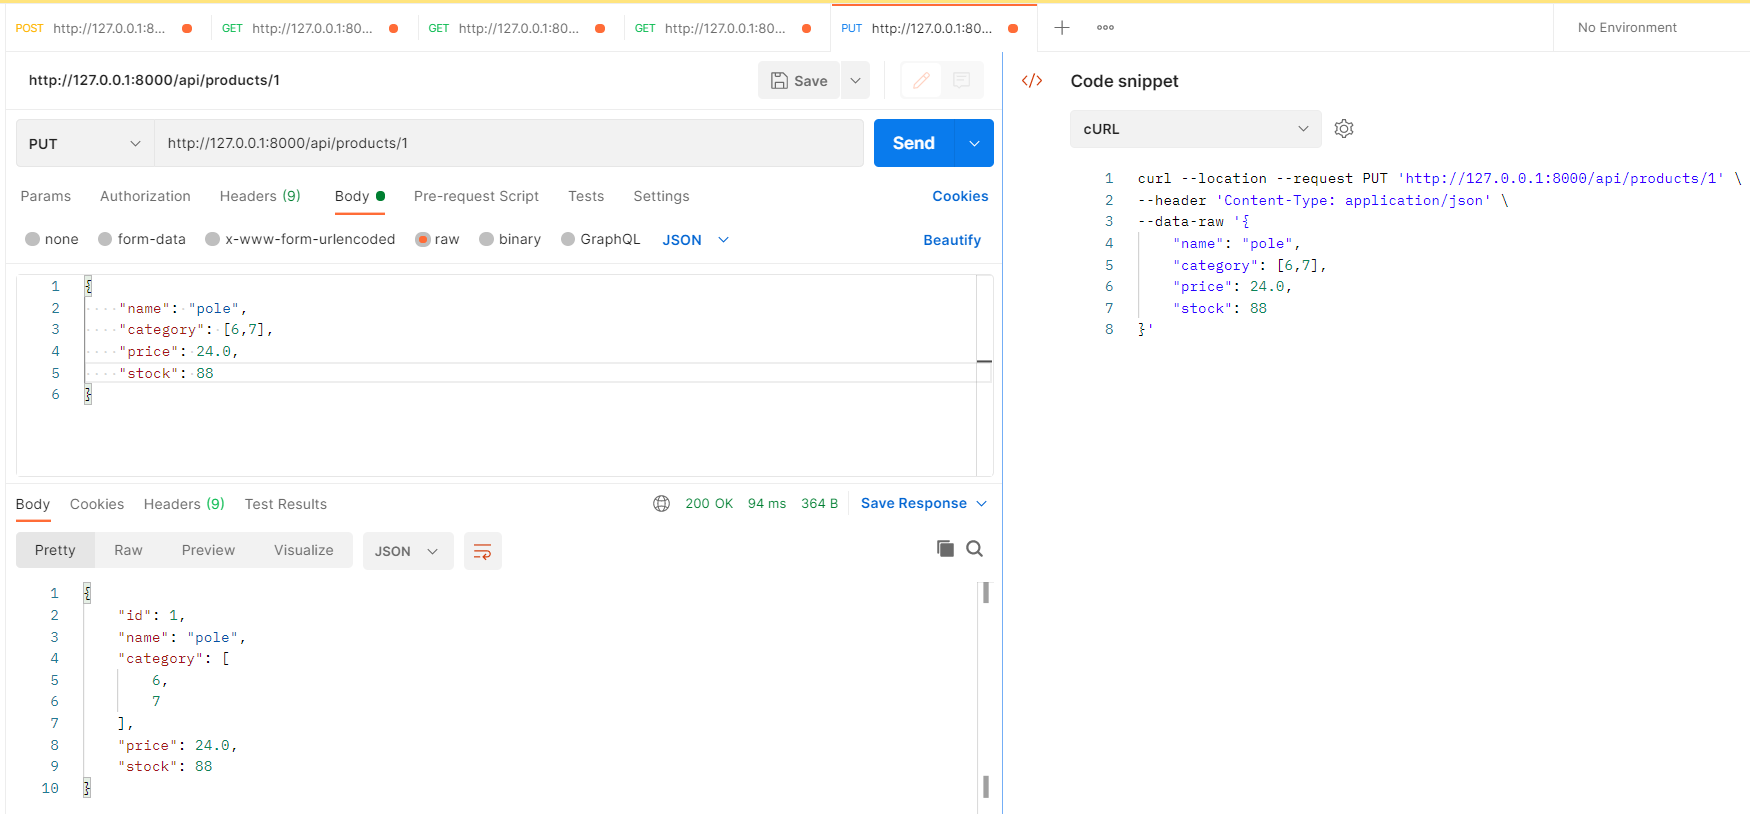 POST http://127.0.0.1:8... GET http://127.0.0.1:80... GET http://127.0.0.1:80... GET http://127.0.0.1:80... PUT http://127.0.0.1:80... No Environment
http://127.0.0.1:8000/api/products/1 Save
PUT http://127.0.0.1:8000/api/products/1 Send
Params Authorization Headers (9) Body Pre-request Script Tests Settings Cookies
none form-data x-www-form-urlencoded raw binary GraphQL JSON Beautify
1 {
2 "name": "pole",
3 "category": [6,7],
4 "price": 24.0,
5 "stock": 88
6 }
Body Cookies Headers (9) Test Results 200 OK 94 ms 364 B Save Response
Pretty Raw Preview Visualize JSON
1 {
2 "id": 1,
3 "name": "pole",
4 "category": [
5 6,
6 7
7 ],
8 "price": 24.0,
9 "stock": 88
10 }
</> Code snippet
cURL
1 curl --location --request PUT 'http://127.0.0.1:8000/api/products/1' \
2 --header 'Content-Type: application/json' \
3 --data-raw '{
4 "name": "pole",
5 "category": [6,7],
6 "price": 24.0,
7 "stock": 88
8 }'